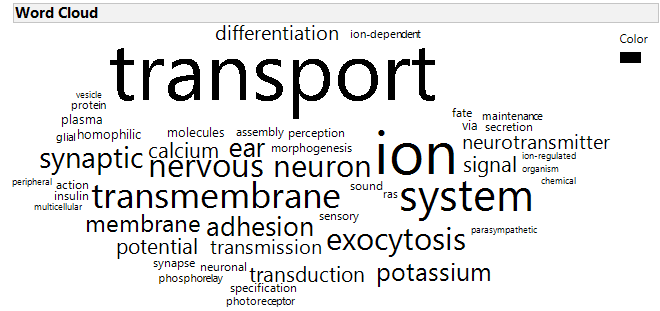 Word Cloud
Color
differentiation ion-dependent
transport
vesicle
protein
plasma
glial homophilic
molecules assembly perception
fate maintenance
via secretion
synaptic calcium ear morphogenesis
ion neurotransmitter
nervous neuron signal ion-regulated
organism
peripheral action
insulin
multicellular
transmembrane sound ras system chemical
membrane adhesion sensory
parasympathetic
potential transmission exocytosis
synapse neuronal transduction potassium
phosphorelay
specification
photoreceptor